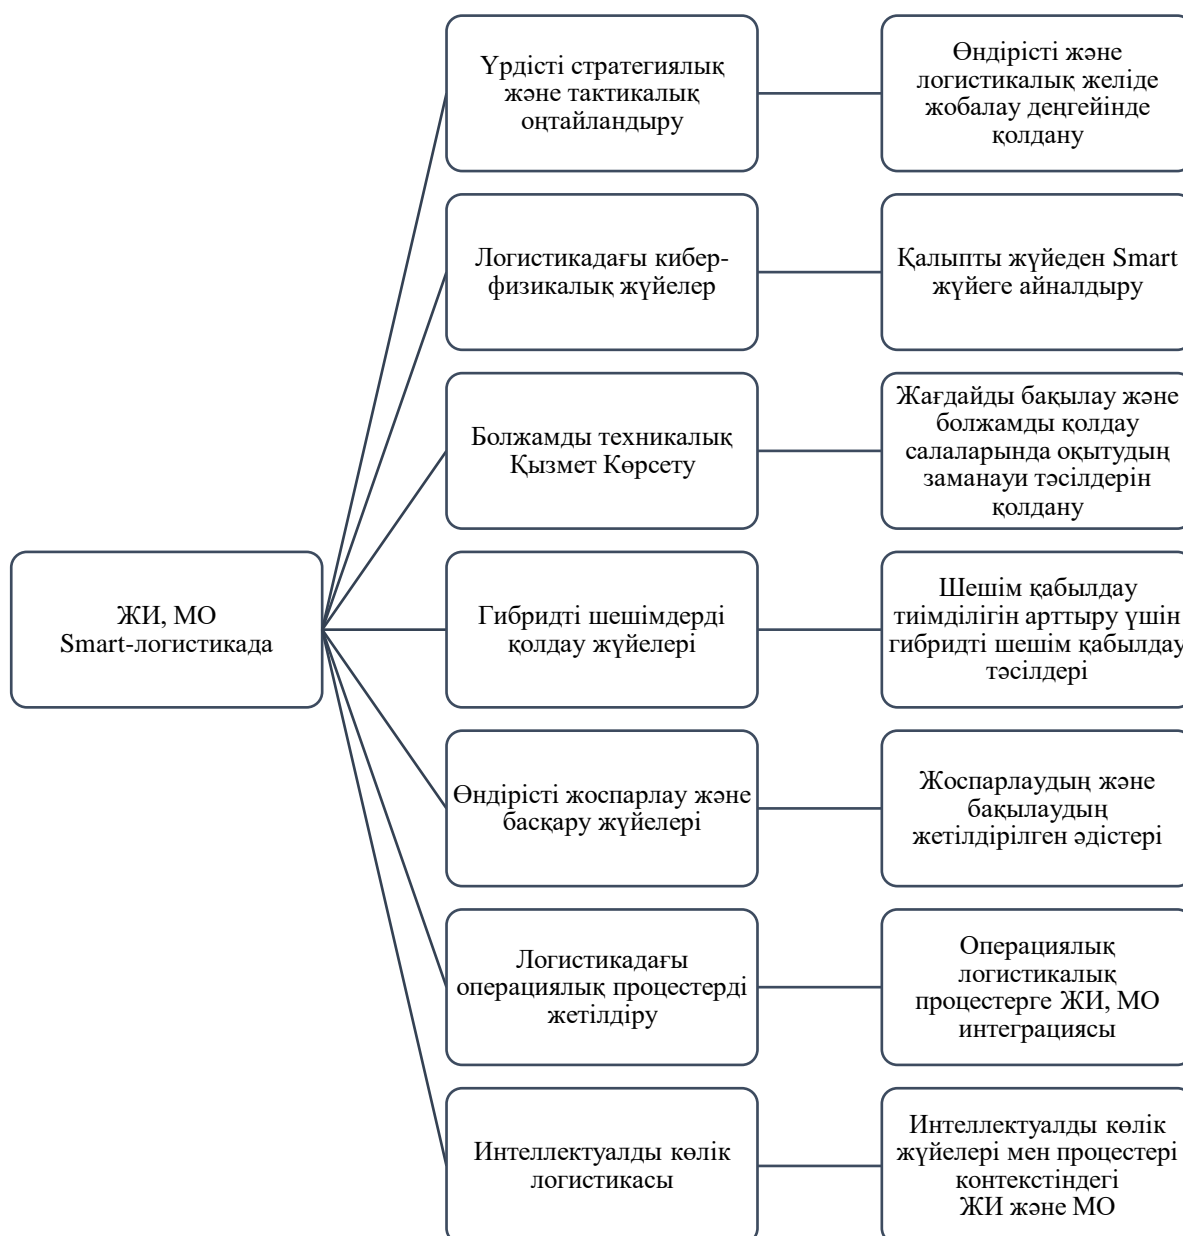 Үрдісті стратегиялық
және тактикалық
оңтайландыру
Өндірісті және
логистикалық желіде
жобалау деңгейінде
қолдану
Логистикадағы кибер-
физикалық жүйелер
Қалыпты жүйеден Smart
жүйеге айналдыру
Болжамды техникалық
Қызмет Көрсету
Жағдайды бақылау және
болжамды қолдау
салаларында оқытудың
заманауи тәсілдерін
қолдану
ЖИ, МО
Smart-логистикада
Гибридті шешімдерді
қолдау жүйелері
Шешім қабылдау
тиімділігін арттыру үшін
гибридті шешім қабылдау
тәсілдері
Өндірісті жоспарлау және
басқару жүйелері
Жоспарлаудың және
бақылаудың
жетілдірілген әдістері
Логистикадағы
операциялық процестерді
жетілдіру
Операциялық
логистикалық
процестерге ЖИ, МО
интеграциясы
Интеллектуалды көлік
логистикасы
Интеллектуалды көлік
жүйелері мен процестері
контекстіндегі
ЖИ және МО